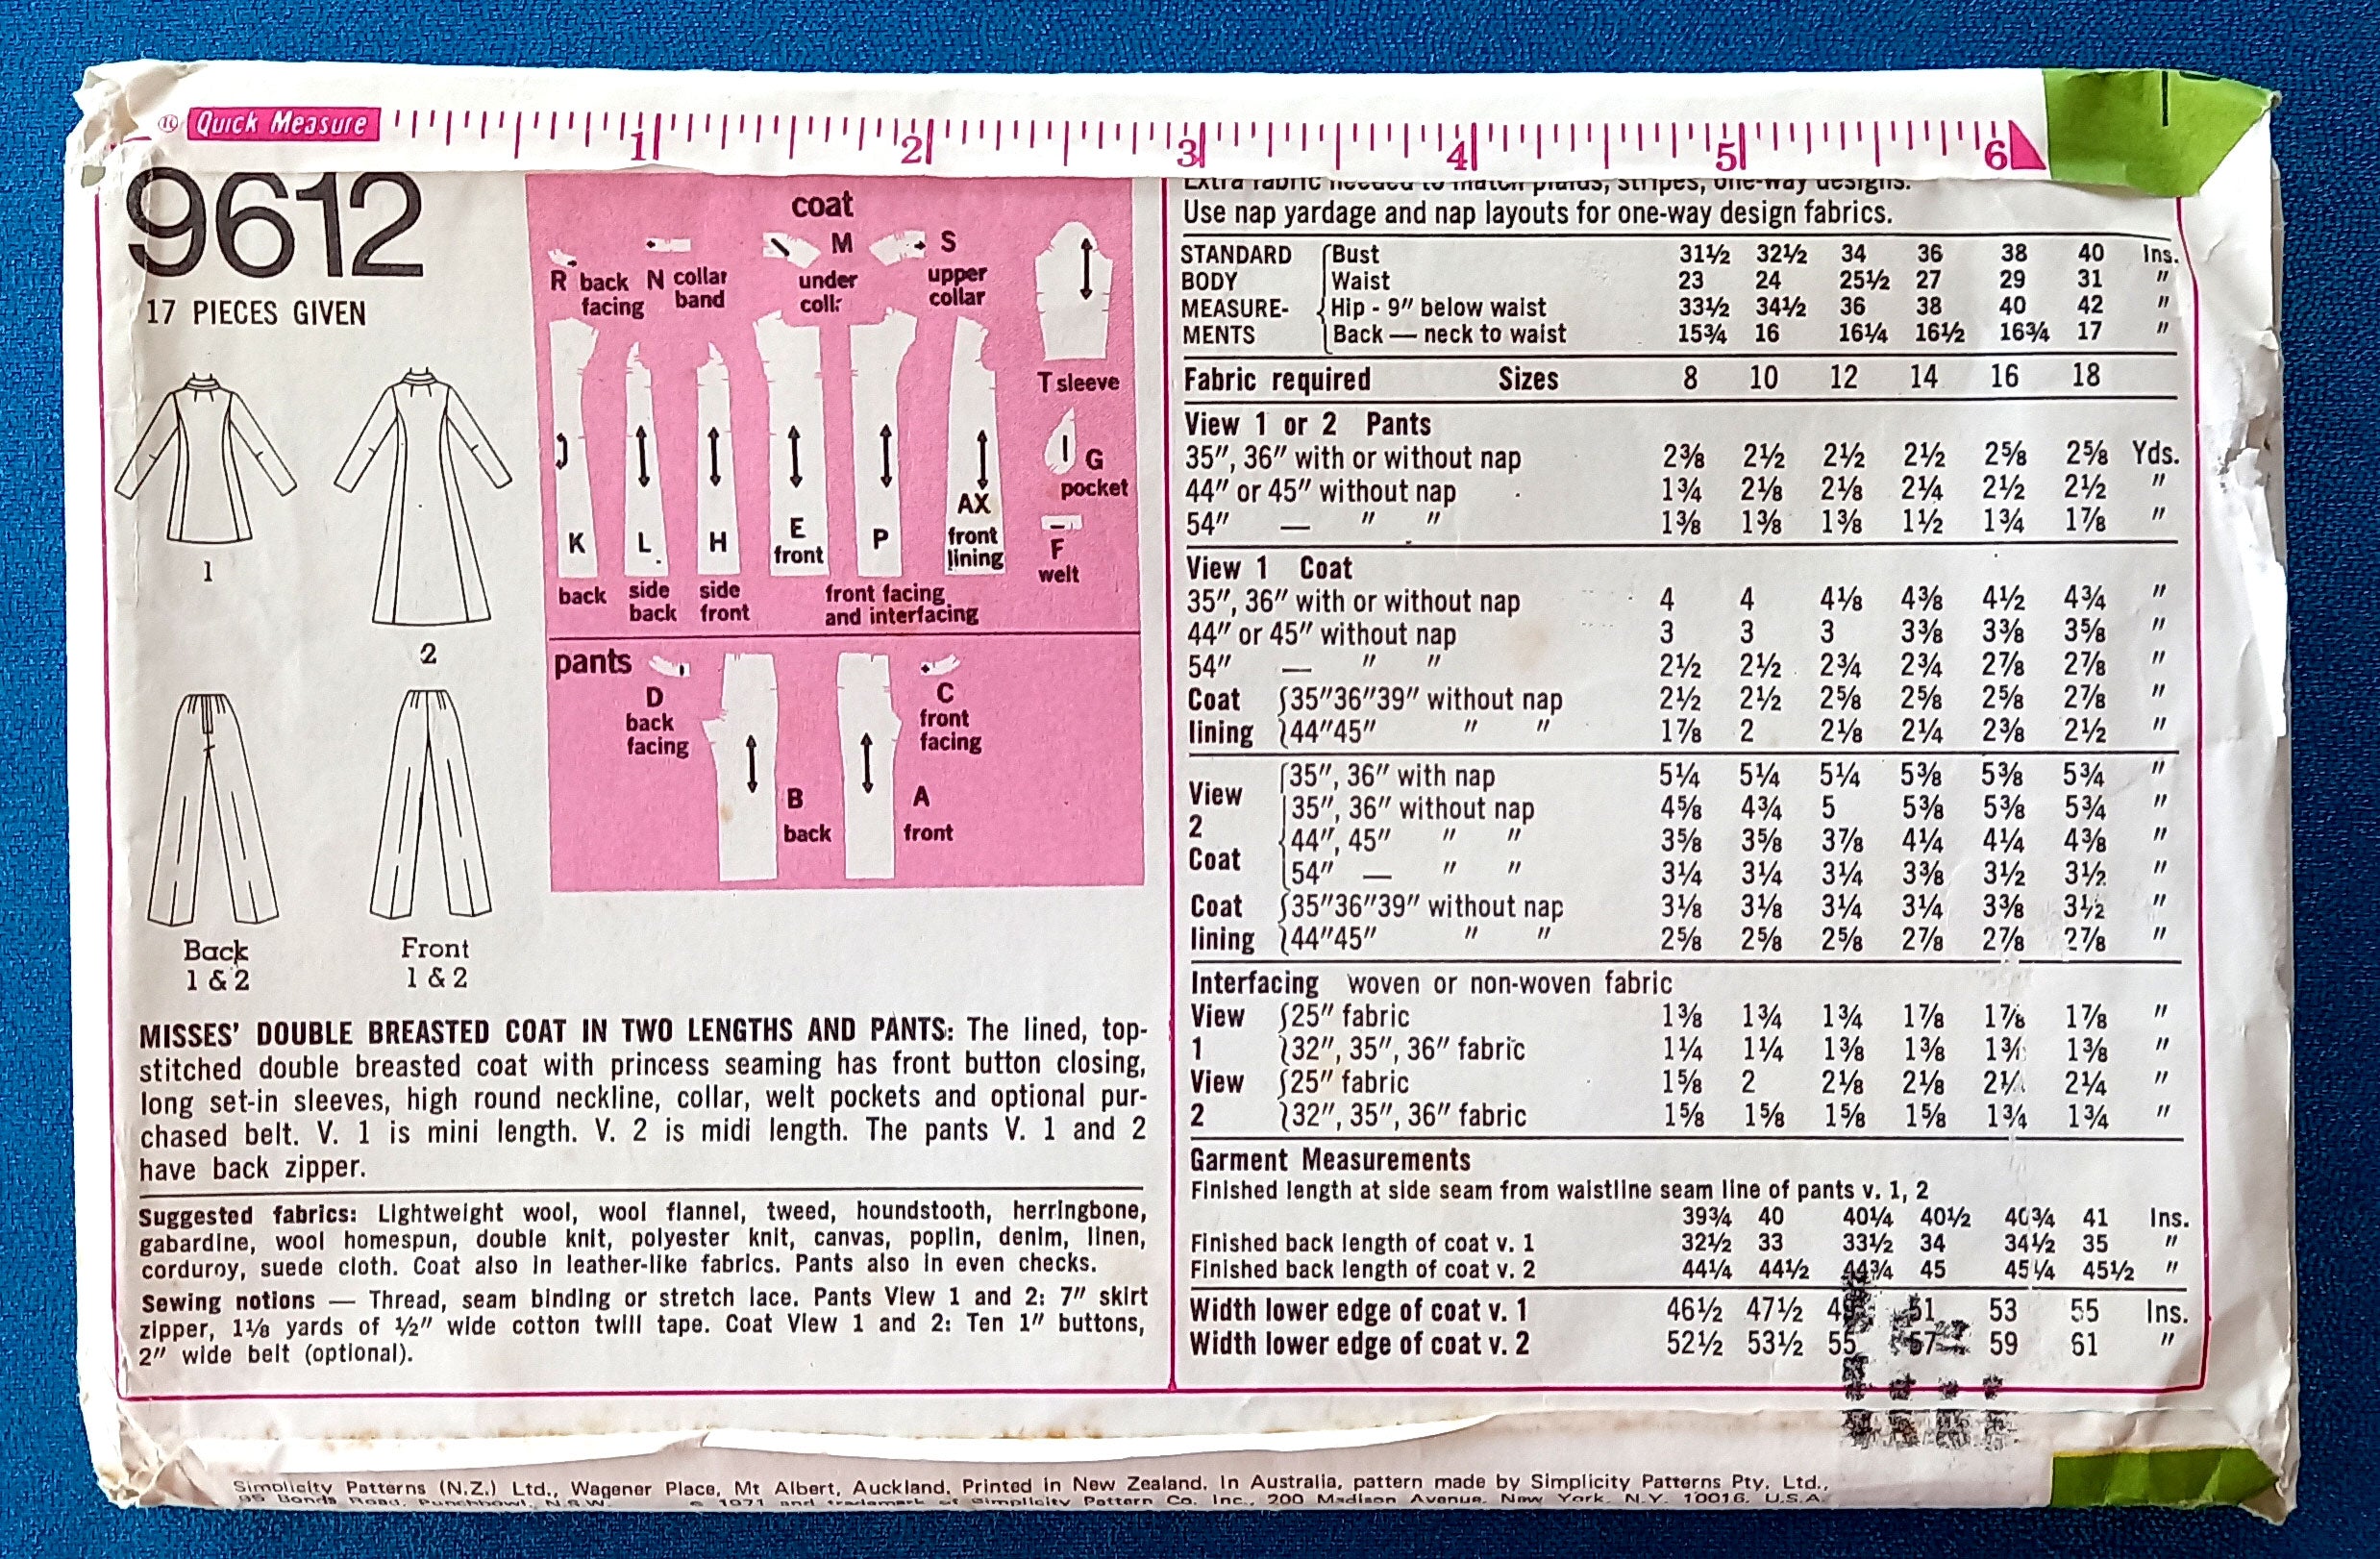 ® Quick Measure 1 2 3 4 5 6
9612
17 PIECES GIVEN
1
2
Back
1 & 2
Front
1 & 2
coat
R back facing
N collar band
M under
S upper collar
T sleeve
G pocket
F welt
K back
L side back
H side front
E front
P front facing and interfacing
AX front lining
pants
D back facing
B back
A front
C front facing
MISSES' DOUBLE BREASTED COAT IN TWO LENGTHS AND PANTS: The lined, top-
stitched double breasted coat with princess seaming has front button closing,
long set-in sleeves, high round neckline, collar, welt pockets and optional pur-
chased belt. V. 1 is mini length. V. 2 is midi length. The pants V. 1 and 2
have back zipper.
Suggested fabrics: Lightweight wool, wool flannel, tweed, houndstooth, herringbone,
gabardine, wool homespun, double knit, polyester knit, canvas, poplin, denim, linen,
corduroy, suede cloth. Coat also in leather-like fabrics. Pants also in even checks.
Sewing notions — Thread, seam binding or stretch lace. Pants View 1 and 2: 7" skirt
zipper, 1⅛ yards of ½" wide cotton twill tape. Coat View 1 and 2: Ten 1" buttons,
2" wide belt (optional).
Extra fabric needed to match plaids, stripes, one-way designs.
Use nap yardage and nap layouts for one-way design fabrics.
STANDARD Bust 31½ 32½ 34 36 38 40 Ins.
BODY Waist 23 24 25½ 27 29 31 "
MEASURE- Hip - 9" below waist 33½ 34½ 36 38 40 42 "
MENTS Back — neck to waist 15¾ 16 16¼ 16½ 16¾ 17 "
Fabric required Sizes 8 10 12 14 16 18
View 1 or 2 Pants
35", 36" with or without nap 2⅜ 2½ 2½ 2½ 2⅝ 2⅝ Yds.
44" or 45" without nap 1¾ 2⅛ 2⅛ 2¼ 2½ 2½ "
54" — " " 1⅜ 1⅜ 1⅜ 1½ 1¾ 1⅞ "
View 1 Coat
35", 36" with or without nap 4 4 4⅛ 4⅜ 4½ 4¾ "
44" or 45" without nap 3 3 3 3⅜ 3⅜ 3⅝ "
54" — " " 2½ 2½ 2¾ 2¾ 2⅞ 2⅞ "
Coat 35"36"39" without nap 2½ 2½ 2⅝ 2⅝ 2⅝ 2⅞ "
lining 44"45" " " 1⅞ 2 2⅛ 2¼ 2⅜ 2½ "
View 2 Coat
35", 36" with nap 5¼ 5¼ 5¼ 5⅜ 5⅜ 5¾ "
35", 36" without nap 4⅝ 4¾ 5 5⅜ 5⅜ 5¾ "
44", 45" " " 3⅝ 3⅝ 3⅞ 4¼ 4¼ 4⅜ "
54" — " " 3¼ 3¼ 3¼ 3⅜ 3½ 3½ "
Coat 35"36"39" without nap 3⅛ 3⅛ 3¼ 3¼ 3⅜ 3½ "
lining 44"45" " " 2⅝ 2⅝ 2⅝ 2⅞ 2⅞ 2⅞ "
Interfacing woven or non-woven fabric
View 25" fabric 1⅜ 1¾ 1¾ 1⅞ 1⅞ 1⅞ "
1 32", 35", 36" fabric 1¼ 1¼ 1⅜ 1⅜ 1⅜ "
View 25" fabric 1⅝ 2 2⅛ 2⅛ 2¼ "
2 32", 35", 36" fabric 1⅝ 1⅝ 1⅝ 1⅝ 1¾ 1¾ "
Garment Measurements
Finished length at side seam from waistline seam line of pants v. 1, 2
39¾ 40 40¼ 40½ 40¾ 41 Ins.
Finished back length of coat v. 1 32½ 33 33½ 34 34½ 35 "
Finished back length of coat v. 2 44¼ 44½ 44¾ 45 45¼ 45½ "
Width lower edge of coat v. 1 46½ 47½ 51 53 55 Ins.
Width lower edge of coat v. 2 52½ 53½ 55 57 59 61 "
Simplicity Patterns (N.Z.) Ltd., Wagener Place, Mt Albert, Auckland. Printed in New Zealand. In Australia, pattern made by Simplicity Patterns Pty. Ltd.,
95 Bonds Road, Punchbowl, N.S.W. © 1971 and trademark of Simplicity Pattern Co. Inc., 200 Madison Avenue, New York, N.Y. 10016. U.S.A.